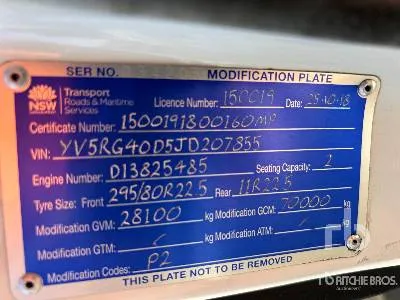 SER NO. MODIFICATION PLATE
NSW Transport
Roads & Maritime
Services
Licence Number: 150019 Date: 25-10-18
Certificate Number: 1500191800160MP
VIN: YV5RG40D5JD207855
Engine Number: D13825485 Seating Capacity: 2
Tyre Size: Front 295/80R22.5 Rear 11R22.5
Modification GVM: 28100 kg Modification GCM: 70000 kg
Modification GTM: / kg Modification ATM: / kg
Modification Codes: P2
THIS PLATE NOT TO BE REMOVED
RITCHIE BROS.